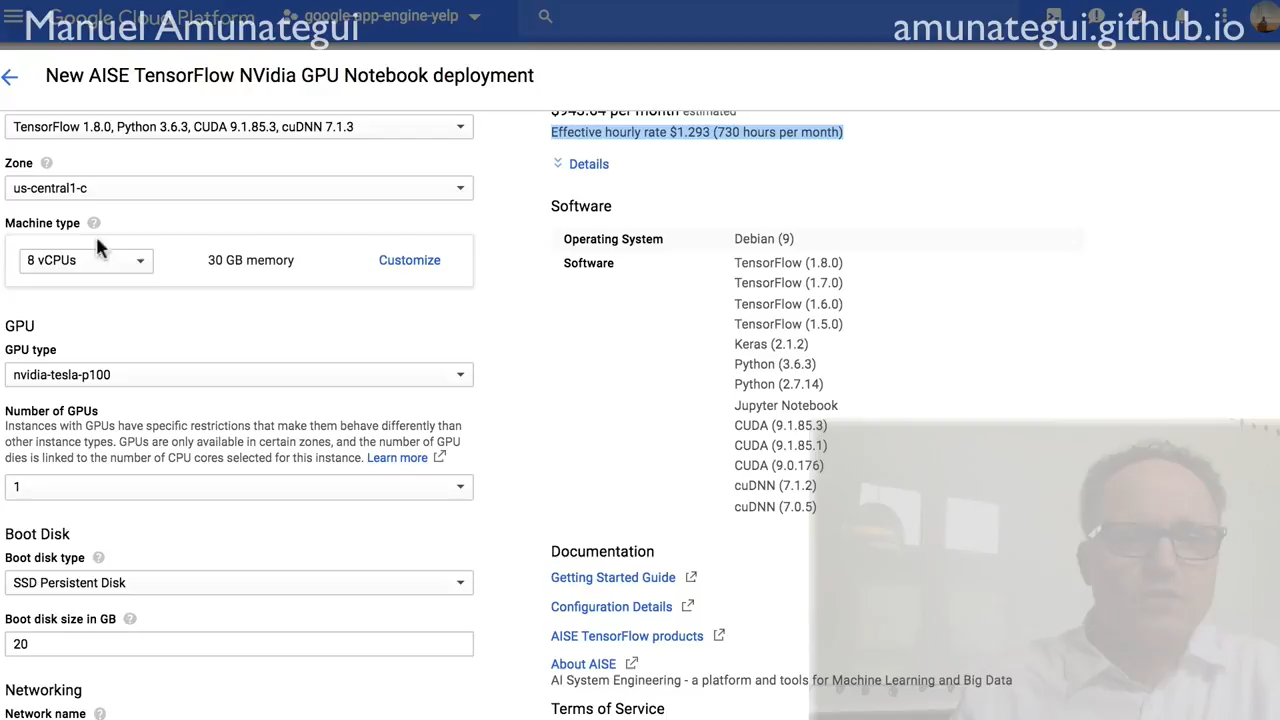 Google Cloud Platform
google-app-engine-yelp
Manuel Amunategui
amunategui.github.io
New AISE TensorFlow NVidia GPU Notebook deployment
TensorFlow 1.8.0, Python 3.6.3, CUDA 9.1.85.3, cuDNN 7.1.3
Zone
us-central1-c
Machine type
8 vCPUs
30 GB memory
Customize
GPU
GPU type
nvidia-tesla-p100
Number of GPUs
Instances with GPUs have specific restrictions that make them behave differently than
other instance types. GPUs are only available in certain zones, and the number of GPU
dies is linked to the number of CPU cores selected for this instance. Learn more
1
Boot Disk
Boot disk type
SSD Persistent Disk
Boot disk size in GB
20
Networking
Network name
per month estimated
Effective hourly rate $1.293 (730 hours per month)
Details
Software
Operating System Debian (9)
Software TensorFlow (1.8.0)
TensorFlow (1.7.0)
TensorFlow (1.6.0)
TensorFlow (1.5.0)
Keras (2.1.2)
Python (3.6.3)
Python (2.7.14)
Jupyter Notebook
CUDA (9.1.85.3)
CUDA (9.1.85.1)
CUDA (9.0.176)
cuDNN (7.1.2)
cuDNN (7.0.5)
Documentation
Getting Started Guide
Configuration Details
AISE TensorFlow products
About AISE
AI System Engineering - a platform and tools for Machine Learning and Big Data
Terms of Service